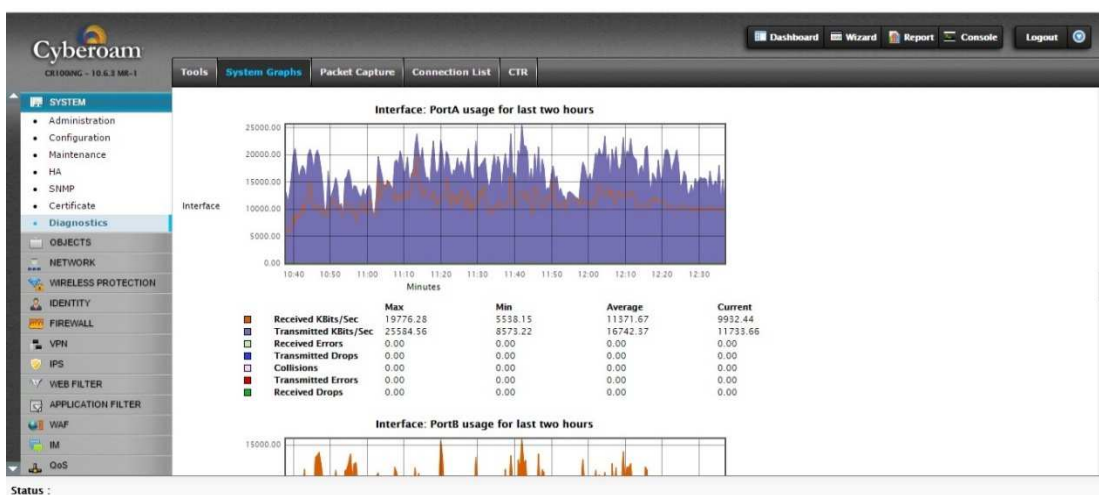 Cyberoam
CR100iNG - 10.6.3 MR-1
Dashboard Wizard Report Console Logout
Tools System Graphs Packet Capture Connection List CTR
SYSTEM
Administration
Configuration
Maintenance
HA
SNMP
Certificate
Diagnostics
OBJECTS
NETWORK
WIRELESS PROTECTION
IDENTITY
FIREWALL
VPN
IPS
WEB FILTER
APPLICATION FILTER
WAF
IM
QoS
Interface: PortA usage for last two hours
25000.00
20000.00
15000.00
10000.00
5000.00
0.00
Interface
10:40 10:50 11:00 11:10 11:20 11:30 11:40 11:50 12:00 12:10 12:20 12:30
Minutes
Max Min Average Current
Received KBits/Sec 19776.28 5538.15 11371.67 9932.44
Transmitted KBits/Sec 25584.56 8573.22 16742.37 11733.66
Received Errors 0.00 0.00 0.00 0.00
Transmitted Drops 0.00 0.00 0.00 0.00
Collisions 0.00 0.00 0.00 0.00
Transmitted Errors 0.00 0.00 0.00 0.00
Received Drops 0.00 0.00 0.00 0.00
Interface: PortB usage for last two hours
15000.00
Status :